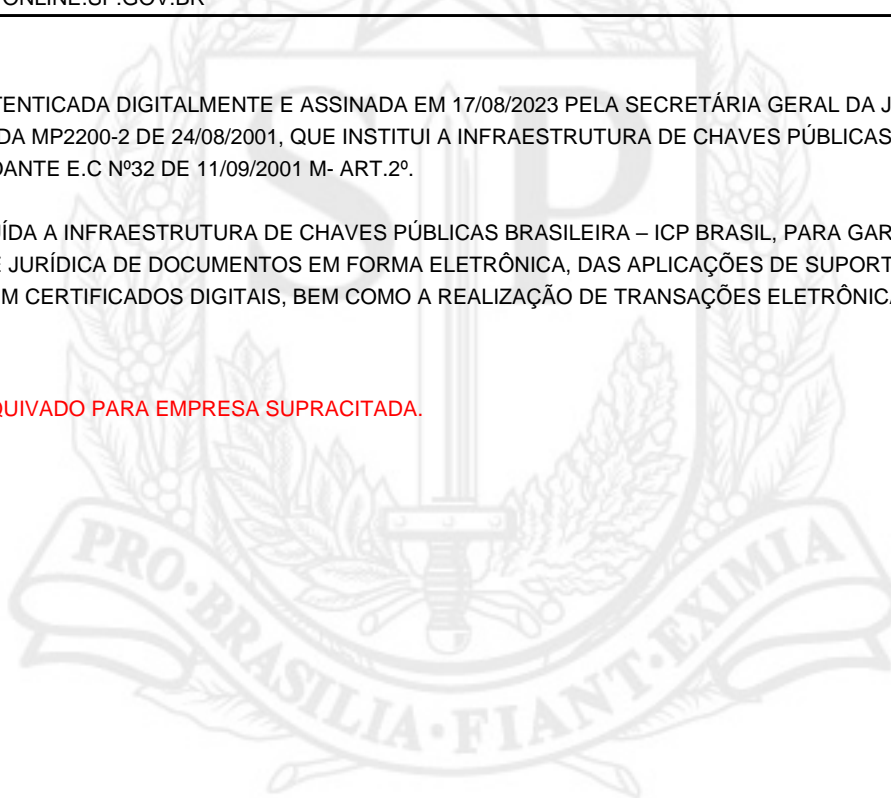 ONLINE.SP.GOV.BR
TENTICADA DIGITALMENTE E ASSINADA EM 17/08/2023 PELA SECRETÁRIA GERAL DA J
DA MP2200-2 DE 24/08/2001, QUE INSTITUI A INFRAESTRUTURA DE CHAVES PÚBLICAS
DANTE E.C Nº32 DE 11/09/2001 M- ART.2º.
ÍDA A INFRAESTRUTURA DE CHAVES PÚBLICAS BRASILEIRA – ICP BRASIL, PARA GAR
E JURÍDICA DE DOCUMENTOS EM FORMA ELETRÔNICA, DAS APLICAÇÕES DE SUPORT
M CERTIFICADOS DIGITAIS, BEM COMO A REALIZAÇÃO DE TRANSAÇÕES ELETRÔNICA
QUIVADO PARA EMPRESA SUPRACITADA.
SP
PRO·BRASILIA·FIANT·EXIMIA